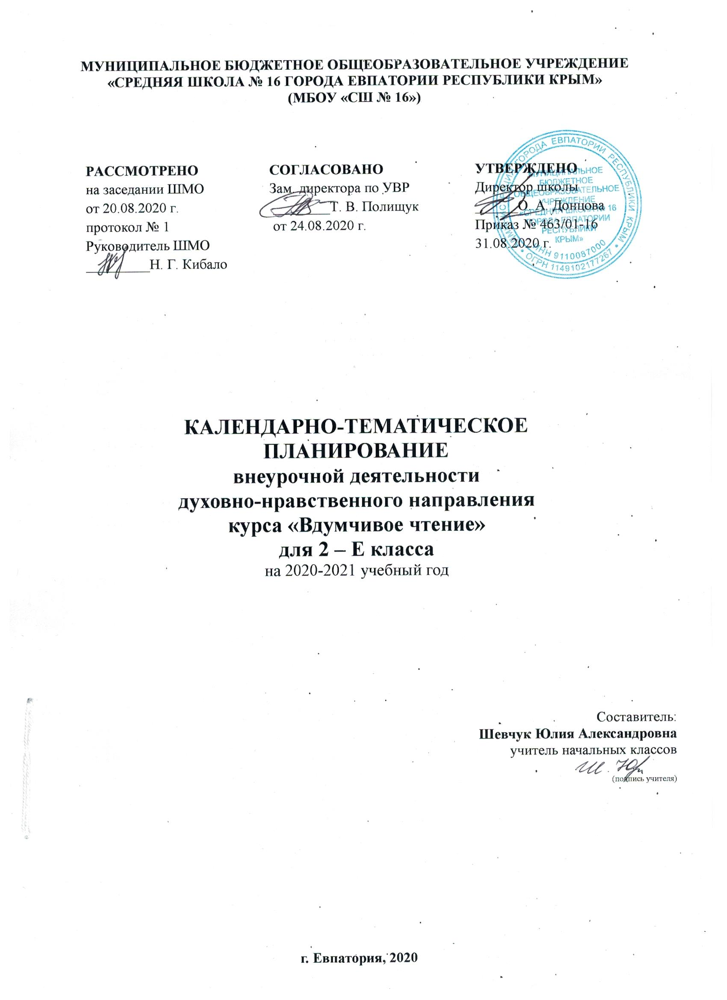 МУНИЦИПАЛЬНОЕ БЮДЖЕТНОЕ ОБЩЕОБРАЗОВАТЕЛЬНОЕ УЧРЕЖДЕНИЕ
«СРЕДНЯЯ ШКОЛА № 16 ГОРОДА ЕВПАТОРИИ РЕСПУБЛИКИ КРЫМ»
(МБОУ «СШ № 16»)
РАССМОТРЕНО
на заседании ШМО
от 20.08.2020 г.
протокол № 1
Руководитель ШМО
Н. Г. Кибало
СОГЛАСОВАНО
Зам. директора по УВР
Т. В. Полищук
от 24.08.2020 г.
УТВЕРЖДЕНО
Директор школы
О. А. Донцова
Приказ № 463/01-16
31.08.2020 г.
ГОРОДА ЕВПАТОРИИ РЕСПУБЛИКИ КРЫМ
ОГРН 1149102177267
МУНИЦИПАЛЬНОЕ
БЮДЖЕТНОЕ
ОБЩЕОБРАЗОВАТЕЛЬНОЕ
УЧРЕЖДЕНИЕ
«СРЕДНЯЯ ШКОЛА № 16
ГОРОДА ЕВПАТОРИИ
РЕСПУБЛИКИ
КРЫМ»
ИНН 9110087000
КАЛЕНДАРНО-ТЕМАТИЧЕСКОЕ
ПЛАНИРОВАНИЕ
внеурочной деятельности
духовно-нравственного направления
курса «Вдумчивое чтение»
для 2 – Е класса
на 2020-2021 учебный год
Составитель:
Шевчук Юлия Александровна
учитель начальных классов
(подпись учителя)
г. Евпатория, 2020